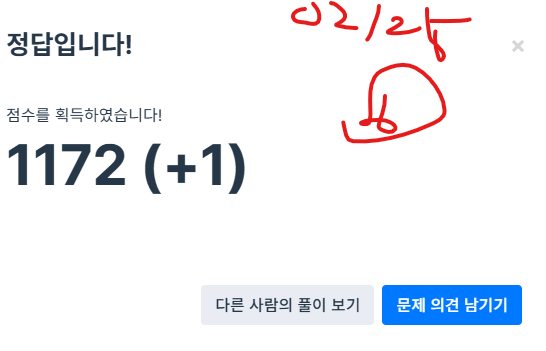 02/25
정답입니다!
점수를 획득하였습니다!
1172 (+1)
다른 사람의 풀이 보기
문제 의견 남기기